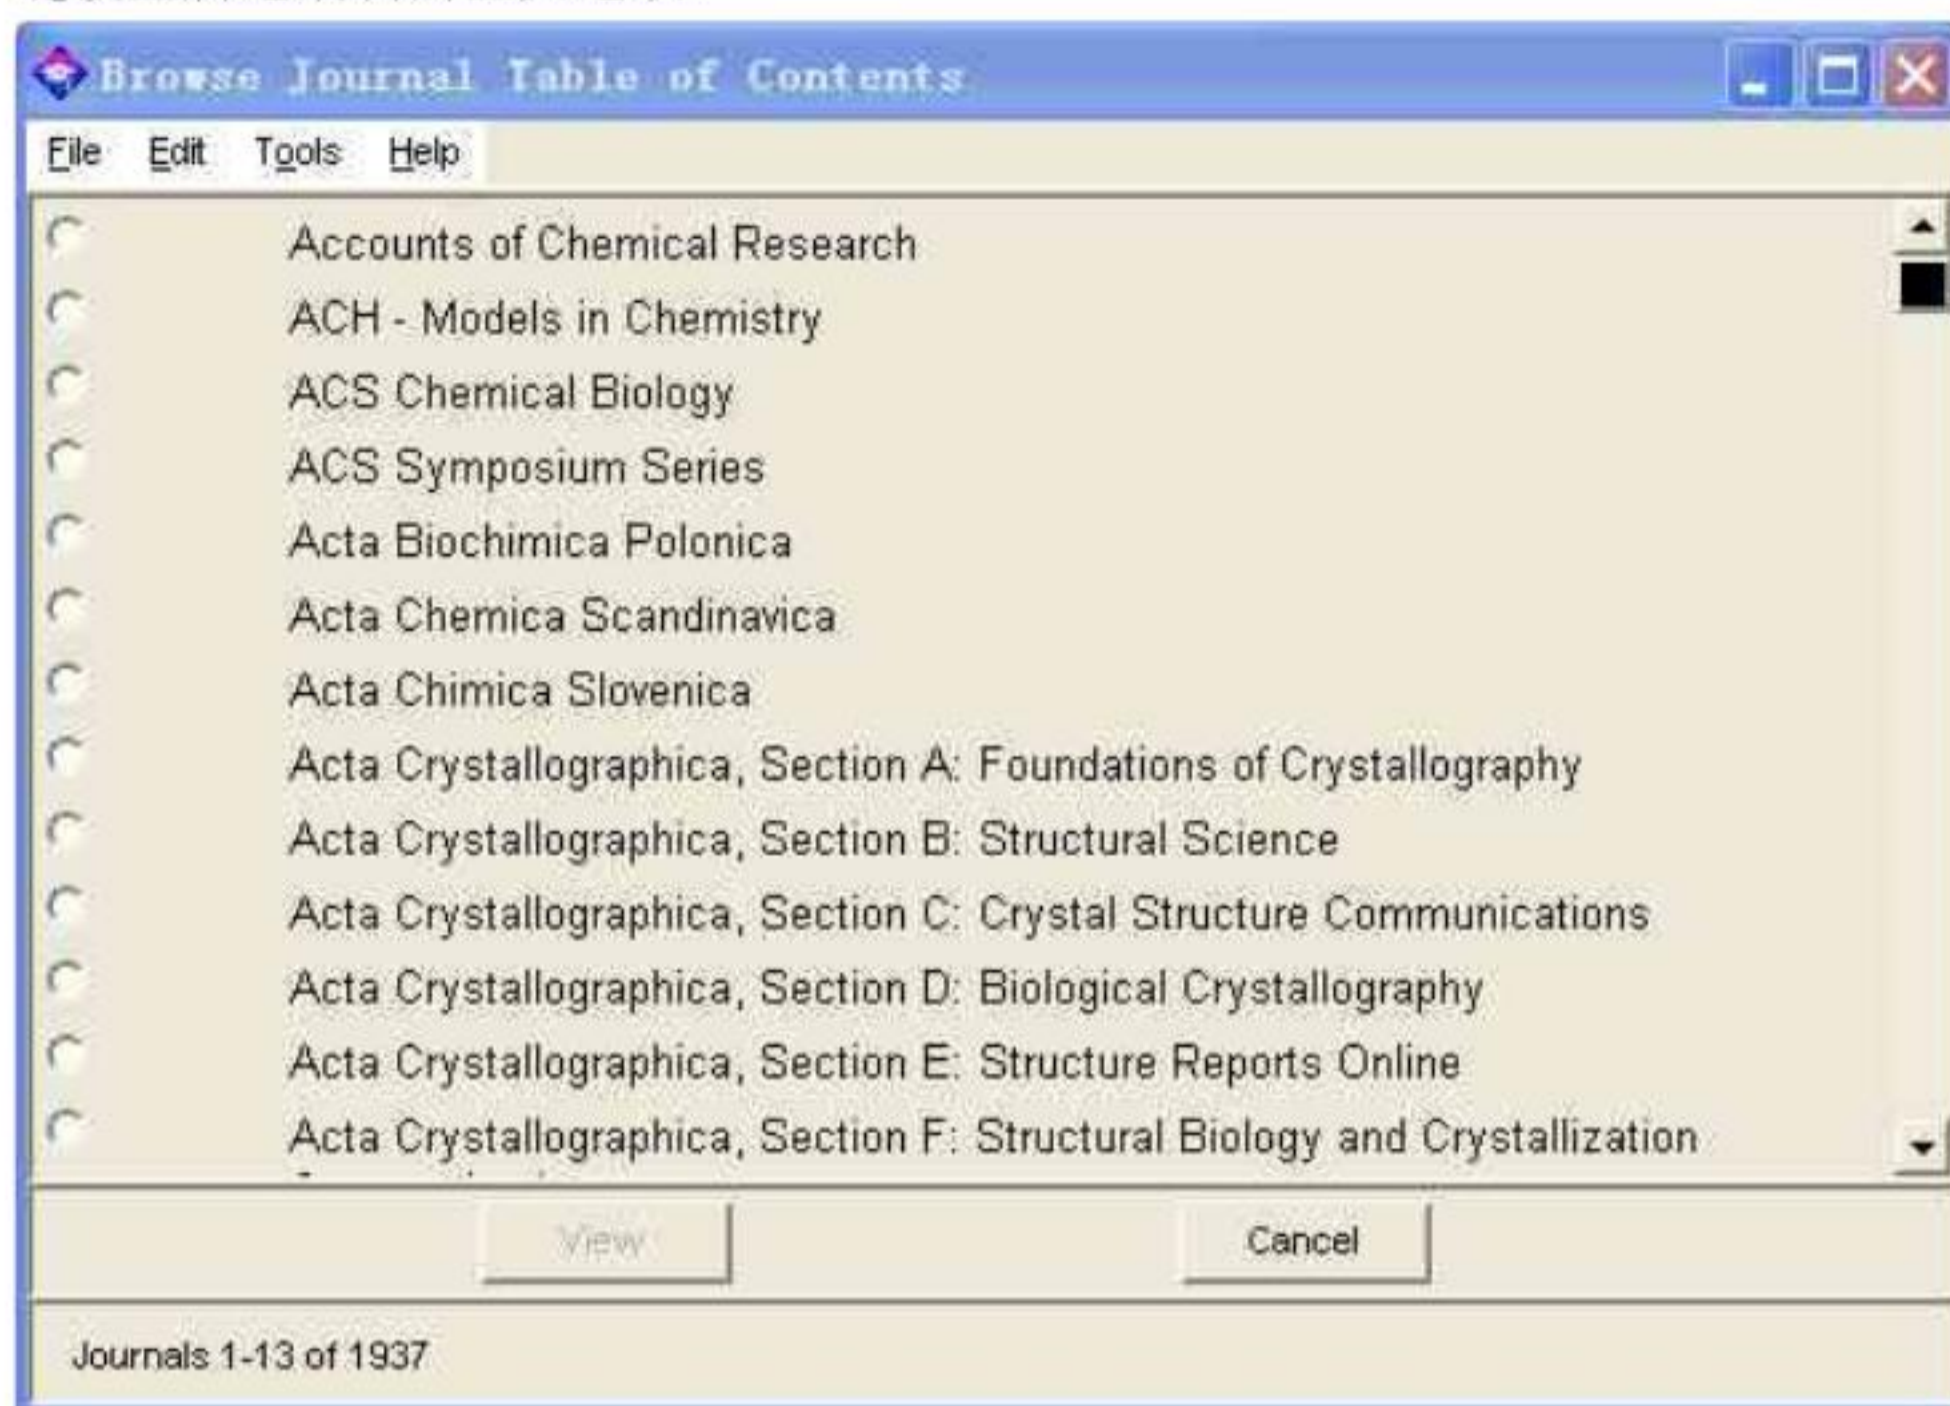 Browse Journal Table of Contents
File Edit Tools Help
Accounts of Chemical Research
ACH - Models in Chemistry
ACS Chemical Biology
ACS Symposium Series
Acta Biochimica Polonica
Acta Chemica Scandinavica
Acta Chimica Slovenica
Acta Crystallographica, Section A: Foundations of Crystallography
Acta Crystallographica, Section B: Structural Science
Acta Crystallographica, Section C: Crystal Structure Communications
Acta Crystallographica, Section D: Biological Crystallography
Acta Crystallographica, Section E: Structure Reports Online
Acta Crystallographica, Section F: Structural Biology and Crystallization
View Cancel
Journals 1-13 of 1937